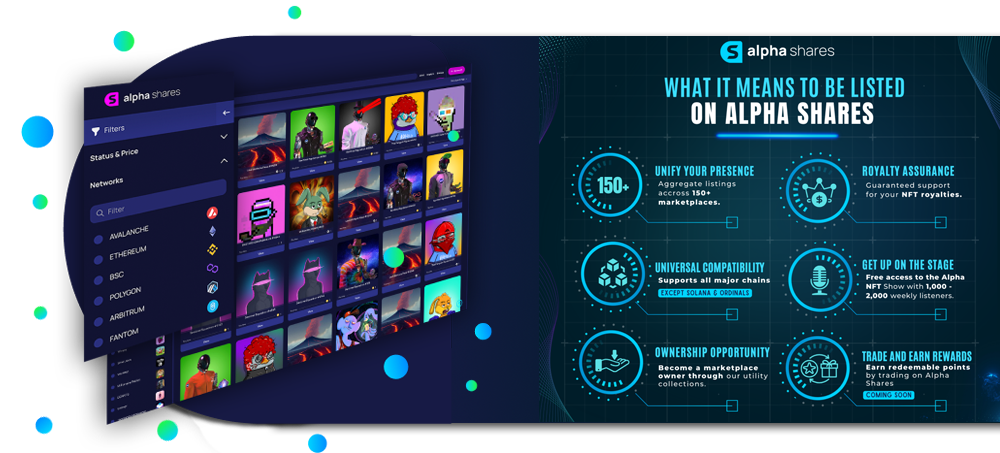 alpha shares
Filters
Status & Price
Networks
Filter
AVALANCHE
ETHEREUM
BSC
POLYGON
ARBITRUM
FANTOM
alpha shares
WHAT IT MEANS TO BE LISTED
ON ALPHA SHARES
150+
UNIFY YOUR PRESENCE
Aggregate listings
accross 150+
marketplaces.
ROYALTY ASSURANCE
Guaranteed support
for your NFT royalties.
UNIVERSAL COMPATIBILITY
Supports all major chains
EXCEPT SOLANA & ORDINALS
GET UP ON THE STAGE
Free access to the Alpha
NFT Show with 1,000 -
2,000 weekly listeners.
OWNERSHIP OPPORTUNITY
Become a marketplace
owner through our utility
collections.
TRADE AND EARN REWARDS
Earn redeemable points
by trading on Alpha
Shares
COMING SOON